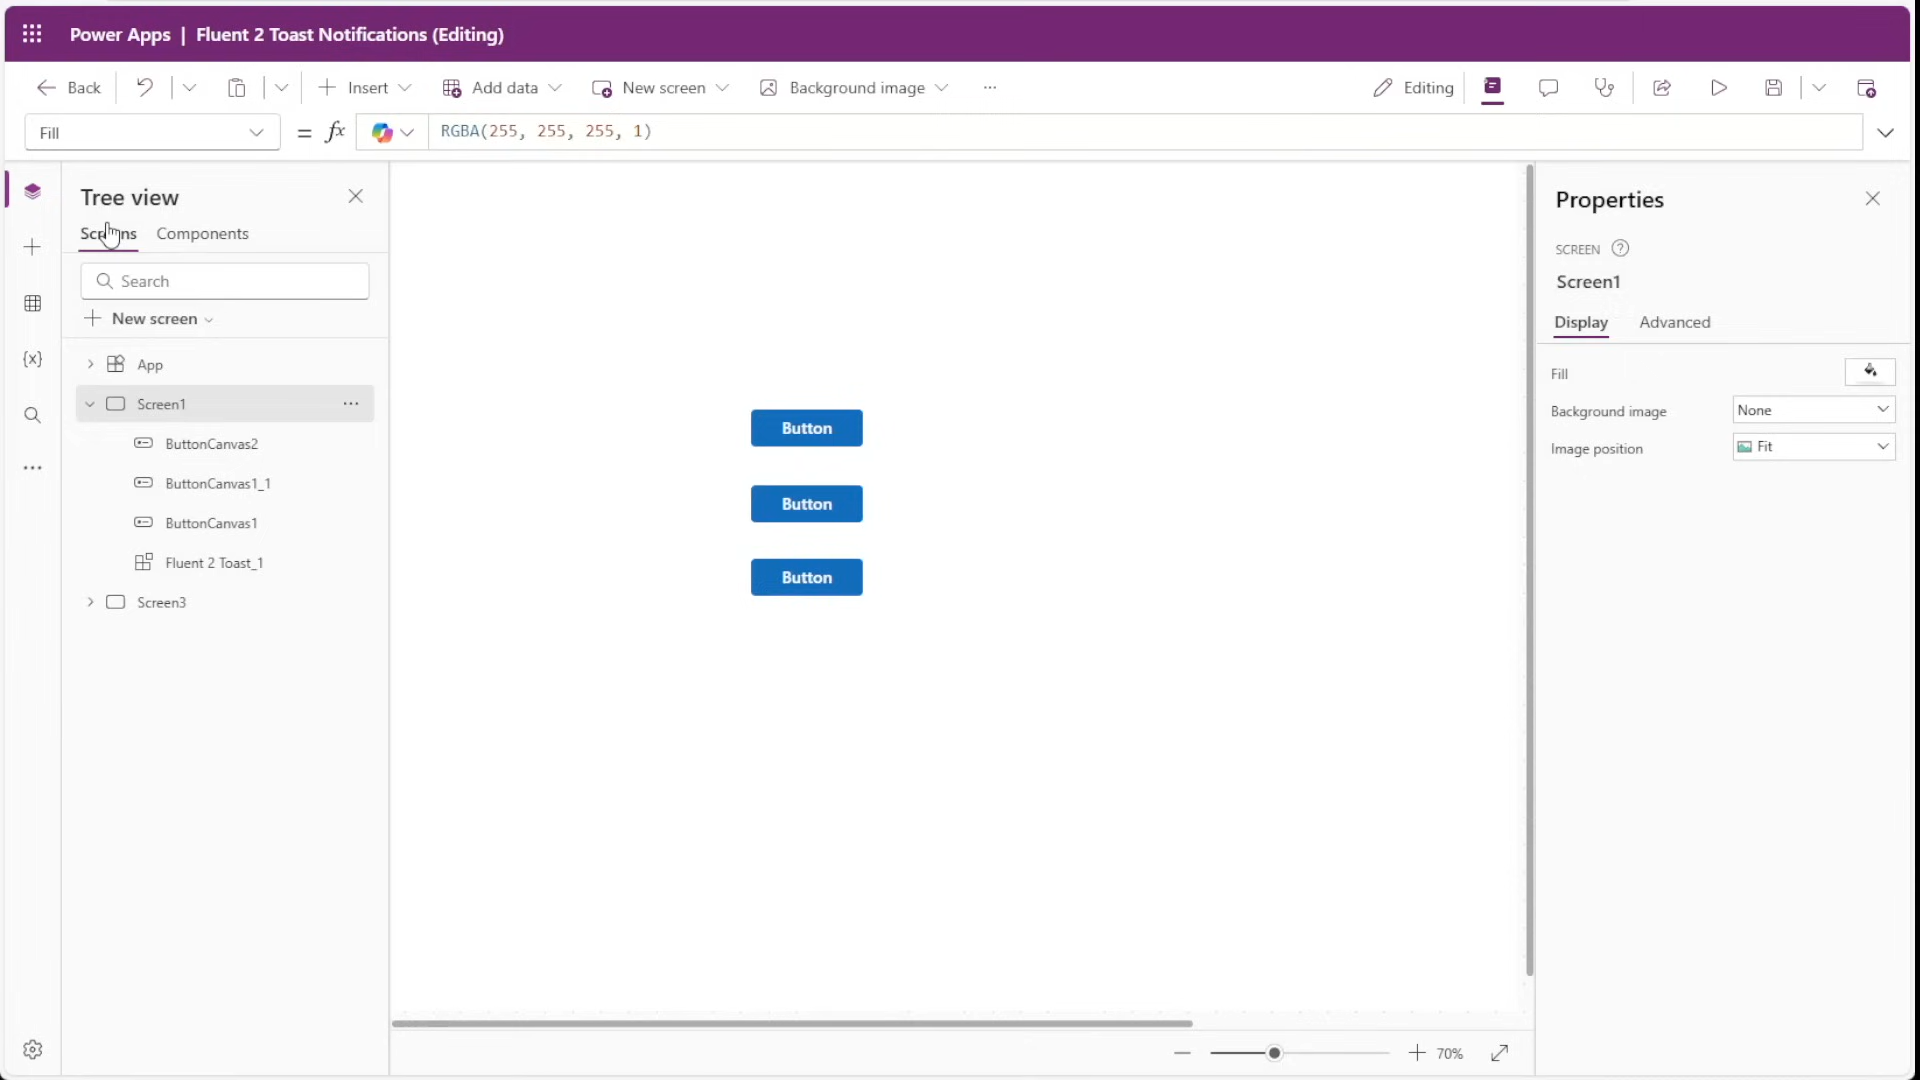 Power Apps | Fluent 2 Toast Notifications (Editing)
Back Insert Add data New screen Background image ... Editing
Fill = fx RGBA(255, 255, 255, 1)
Tree view
Screens Components
Search
New screen
App
Screen1 ...
ButtonCanvas2
ButtonCanvas1_1
ButtonCanvas1
Fluent 2 Toast_1
Screen3
{x}
Button
Button
Button
70%
Properties
SCREEN ?
Screen1
Display Advanced
Fill
Background image None
Image position Fit